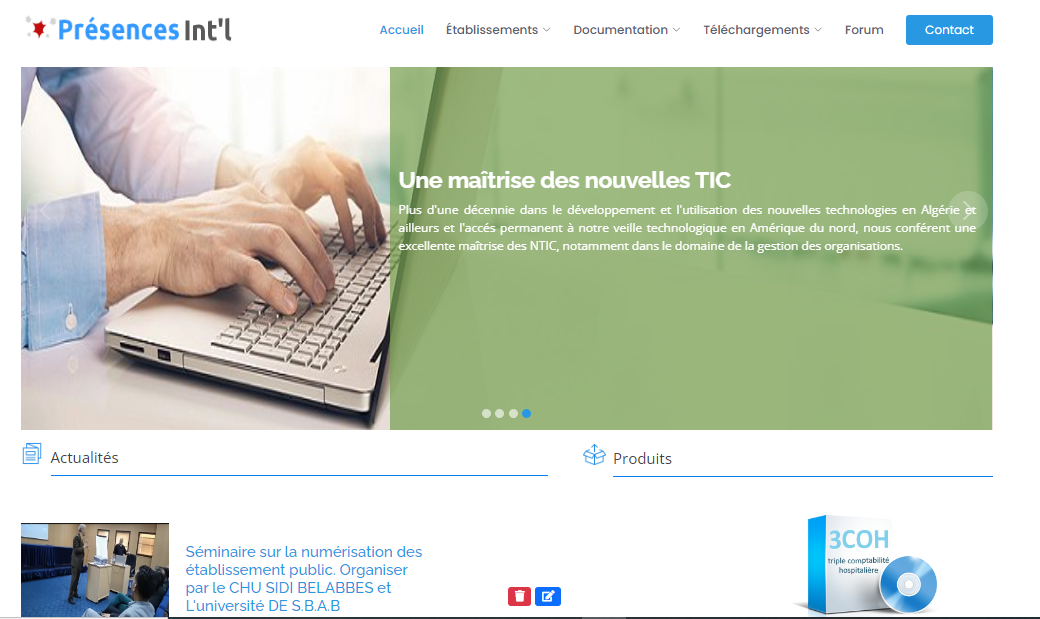 Présences Int'l
Accueil
Établissements
Documentation
Téléchargements
Forum
Contact
Une maîtrise des nouvelles TIC
Plus d'une décennie dans le développement et l'utilisation des nouvelles technologies en Algérie et
ailleurs et l'accés permanent à notre veille technologique en Amérique du nord, nous conférent une
excellente maîtrise des NTIC, notamment dans le domaine de la gestion des organisations.
Actualités
Produits
Séminaire sur la numérisation des
établissement public. Organiser
par le CHU SIDI BELABBES et
L'université DE S.B.A.B
3COH
triple comptabilité
hospitalière